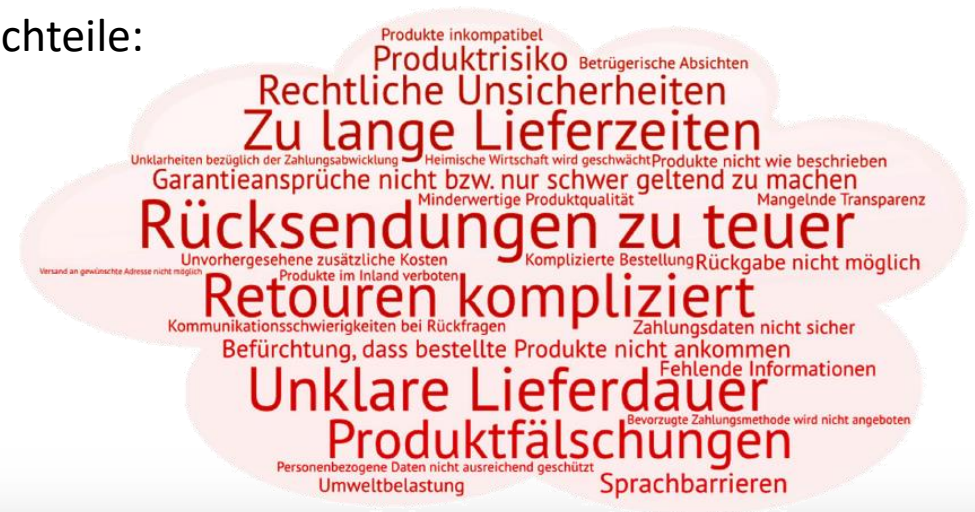 chteile:
Produkte inkompatibel
Produktrisiko
Betrügerische Absichten
Rechtliche Unsicherheiten
Zu lange Lieferzeiten
Unklarheiten bezüglich der Zahlungsabwicklung
Heimische Wirtschaft wird geschwächt
Produkte nicht wie beschrieben
Garantieansprüche nicht bzw. nur schwer geltend zu machen
Minderwertige Produktqualität
Mangelnde Transparenz
Rücksendungen zu teuer
Unvorhergesehene zusätzliche Kosten
Komplizierte Bestellung
Rückgabe nicht möglich
Versand an gewünschte Adresse nicht möglich
Produkte im Inland verboten
Retouren kompliziert
Kommunikationsschwierigkeiten bei Rückfragen
Zahlungsdaten nicht sicher
Befürchtung, dass bestellte Produkte nicht ankommen
Fehlende Informationen
Unklare Lieferdauer
Bevorzugte Zahlungsmethode wird nicht angeboten
Produktfälschungen
Personenbezogene Daten nicht ausreichend geschützt
Umweltbelastung
Sprachbarrieren